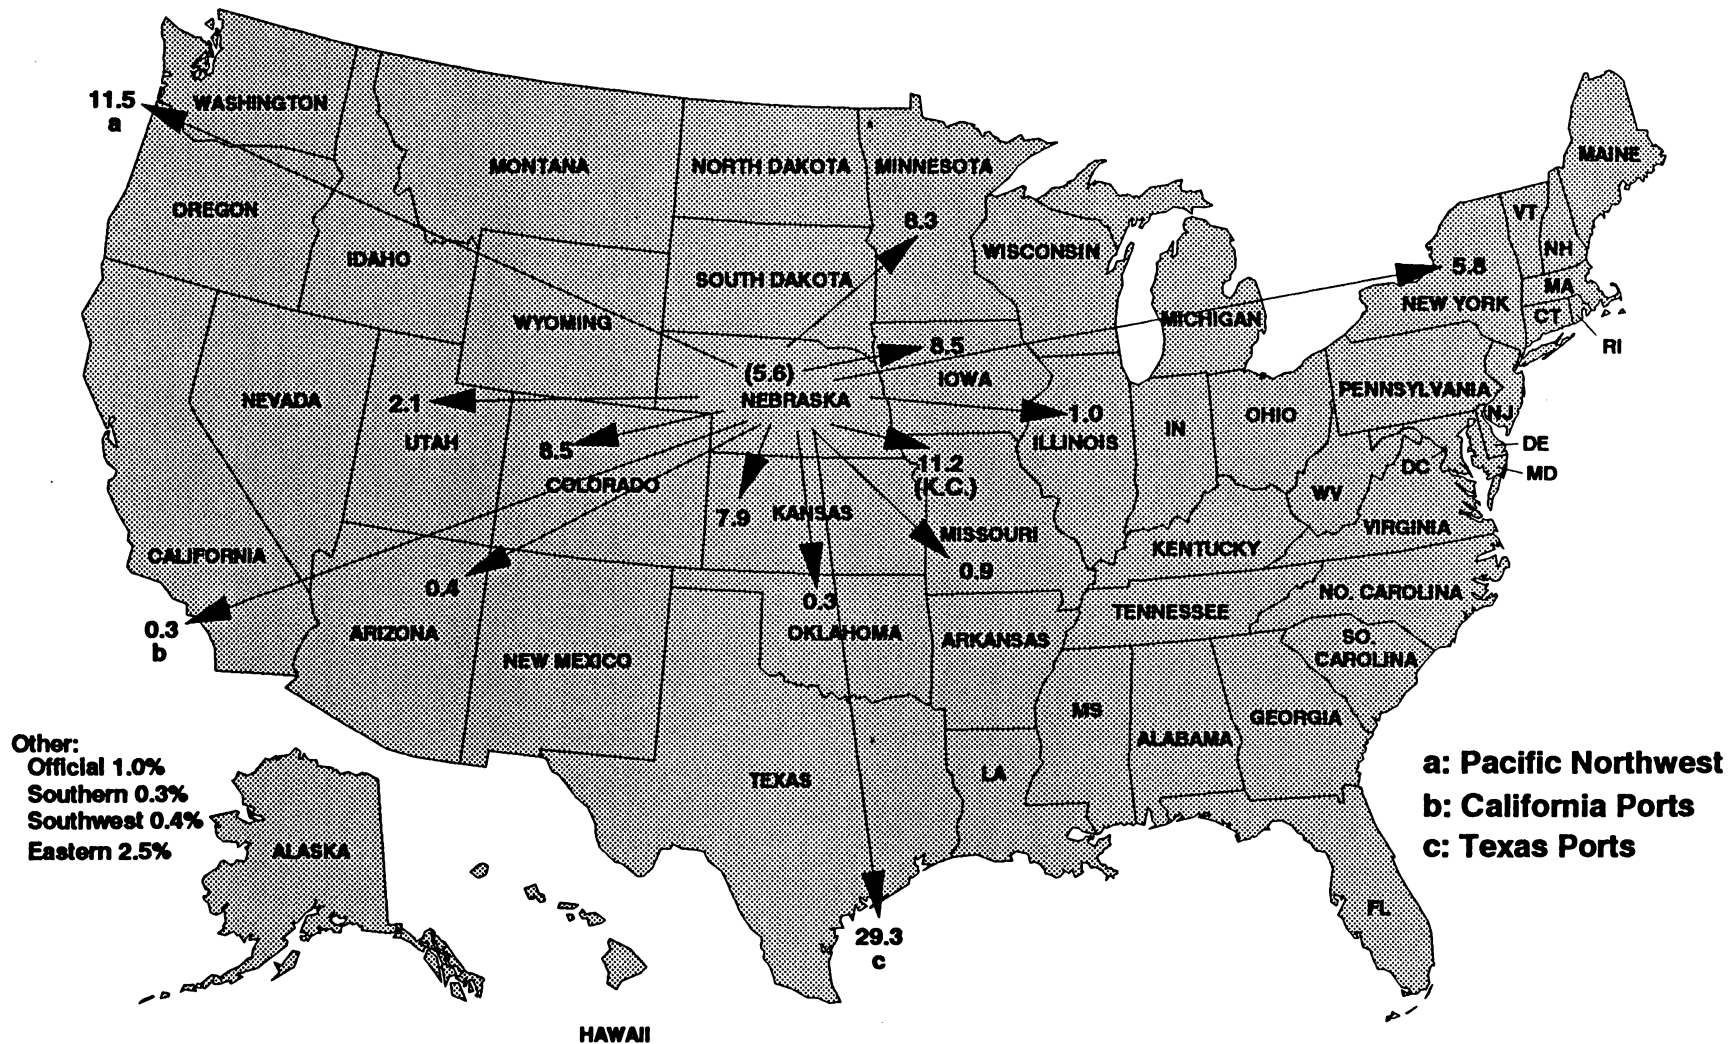 11.5
a
WASHINGTON
MONTANA
NORTH DAKOTA
MINNESOTA
MAINE
OREGON
IDAHO
8.3
VT
NH
WISCONSIN
5.8
SOUTH DAKOTA
MA
NEW YORK
CT
WYOMING
MICHIGAN
RI
8.5
(5.6)
IOWA
PENNSYLVANIA
NEVADA
2.1
NEBRASKA
1.0
OHIO
NJ
UTAH
ILLINOIS
IN
DE
8.5
11.2
(K.C.)
DC
MD
COLORADO
WV
7.9
KANSAS
VIRGINIA
MISSOURI
CALIFORNIA
KENTUCKY
0.4
0.9
0.3
NO. CAROLINA
TENNESSEE
0.3
b
ARIZONA
OKLAHOMA
ARKANSAS
SO.
CAROLINA
NEW MEXICO
MS
GEORGIA
ALABAMA
Other:
Official 1.0%
Southern 0.3%
Southwest 0.4%
Eastern 2.5%
TEXAS
LA
a: Pacific Northwest
b: California Ports
c: Texas Ports
ALASKA
FL
29.3
c
HAWAII